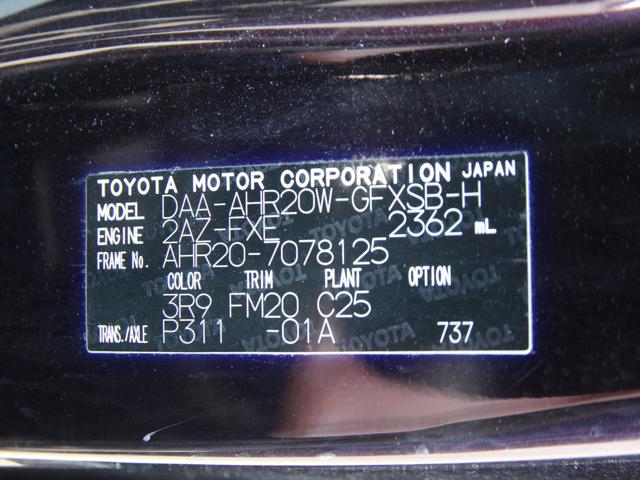 TOYOTA MOTOR CORPORATION JAPAN
MODEL DAA-AHR20W-GFXSB-H
ENGINE 2AZ-FXE 2362 mL
FRAME No. AHR20-7078125
COLOR TRIM PLANT OPTION
3R9 FM20 C25
TRANS./AXLE P311 -01A 737